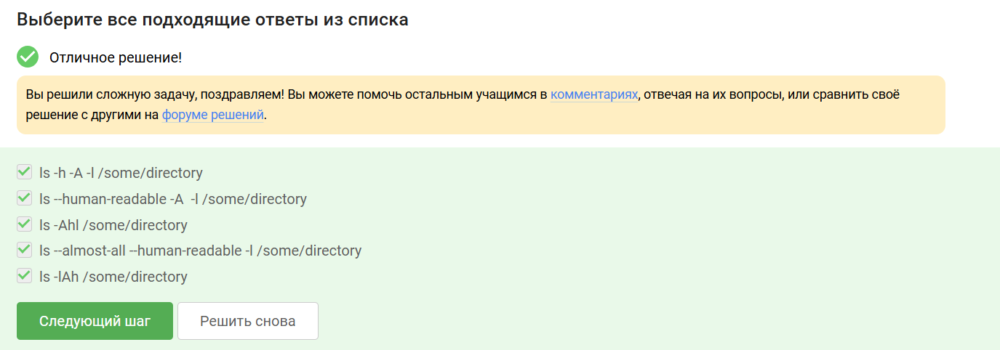 Выберите все подходящие ответы из списка
Отличное решение!
Вы решили сложную задачу, поздравляем! Вы можете помочь остальным учащимся в комментариях, отвечая на их вопросы, или сравнить своё
решение с другими на форуме решений.
ls -h -A -l /some/directory
ls --human-readable -A  -l /some/directory
ls -Ahl /some/directory
ls --almost-all --human-readable -l /some/directory
ls -lAh /some/directory
Следующий шаг Решить снова